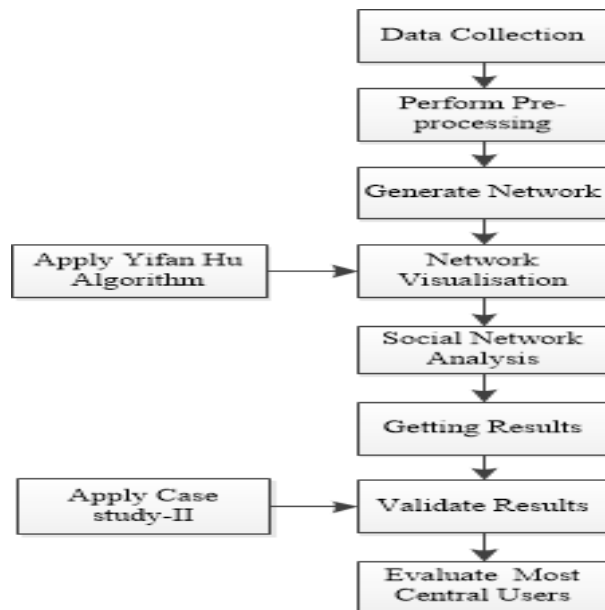 Data Collection
Perform Pre-
processing
Generate Network
Apply Yifan Hu
Algorithm
Network
Visualisation
Social Network
Analysis
Getting Results
Apply Case
study-II
Validate Results
Evaluate Most
Central Users